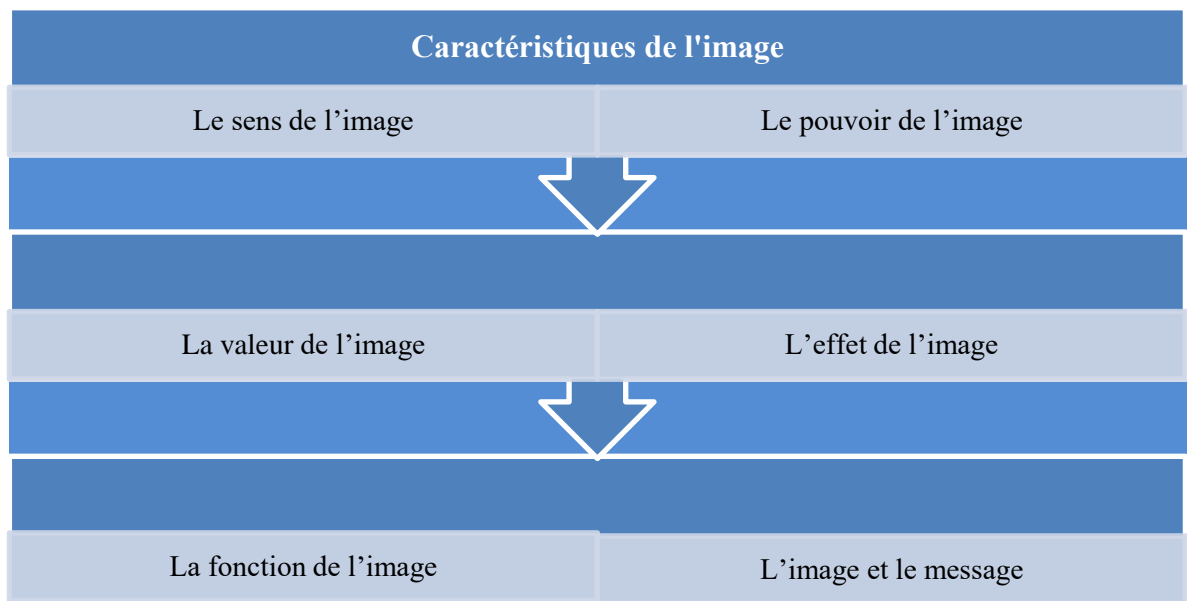 Caractéristiques de l'image
Le sens de l’image
Le pouvoir de l’image
La valeur de l’image
L’effet de l’image
La fonction de l’image
L’image et le message